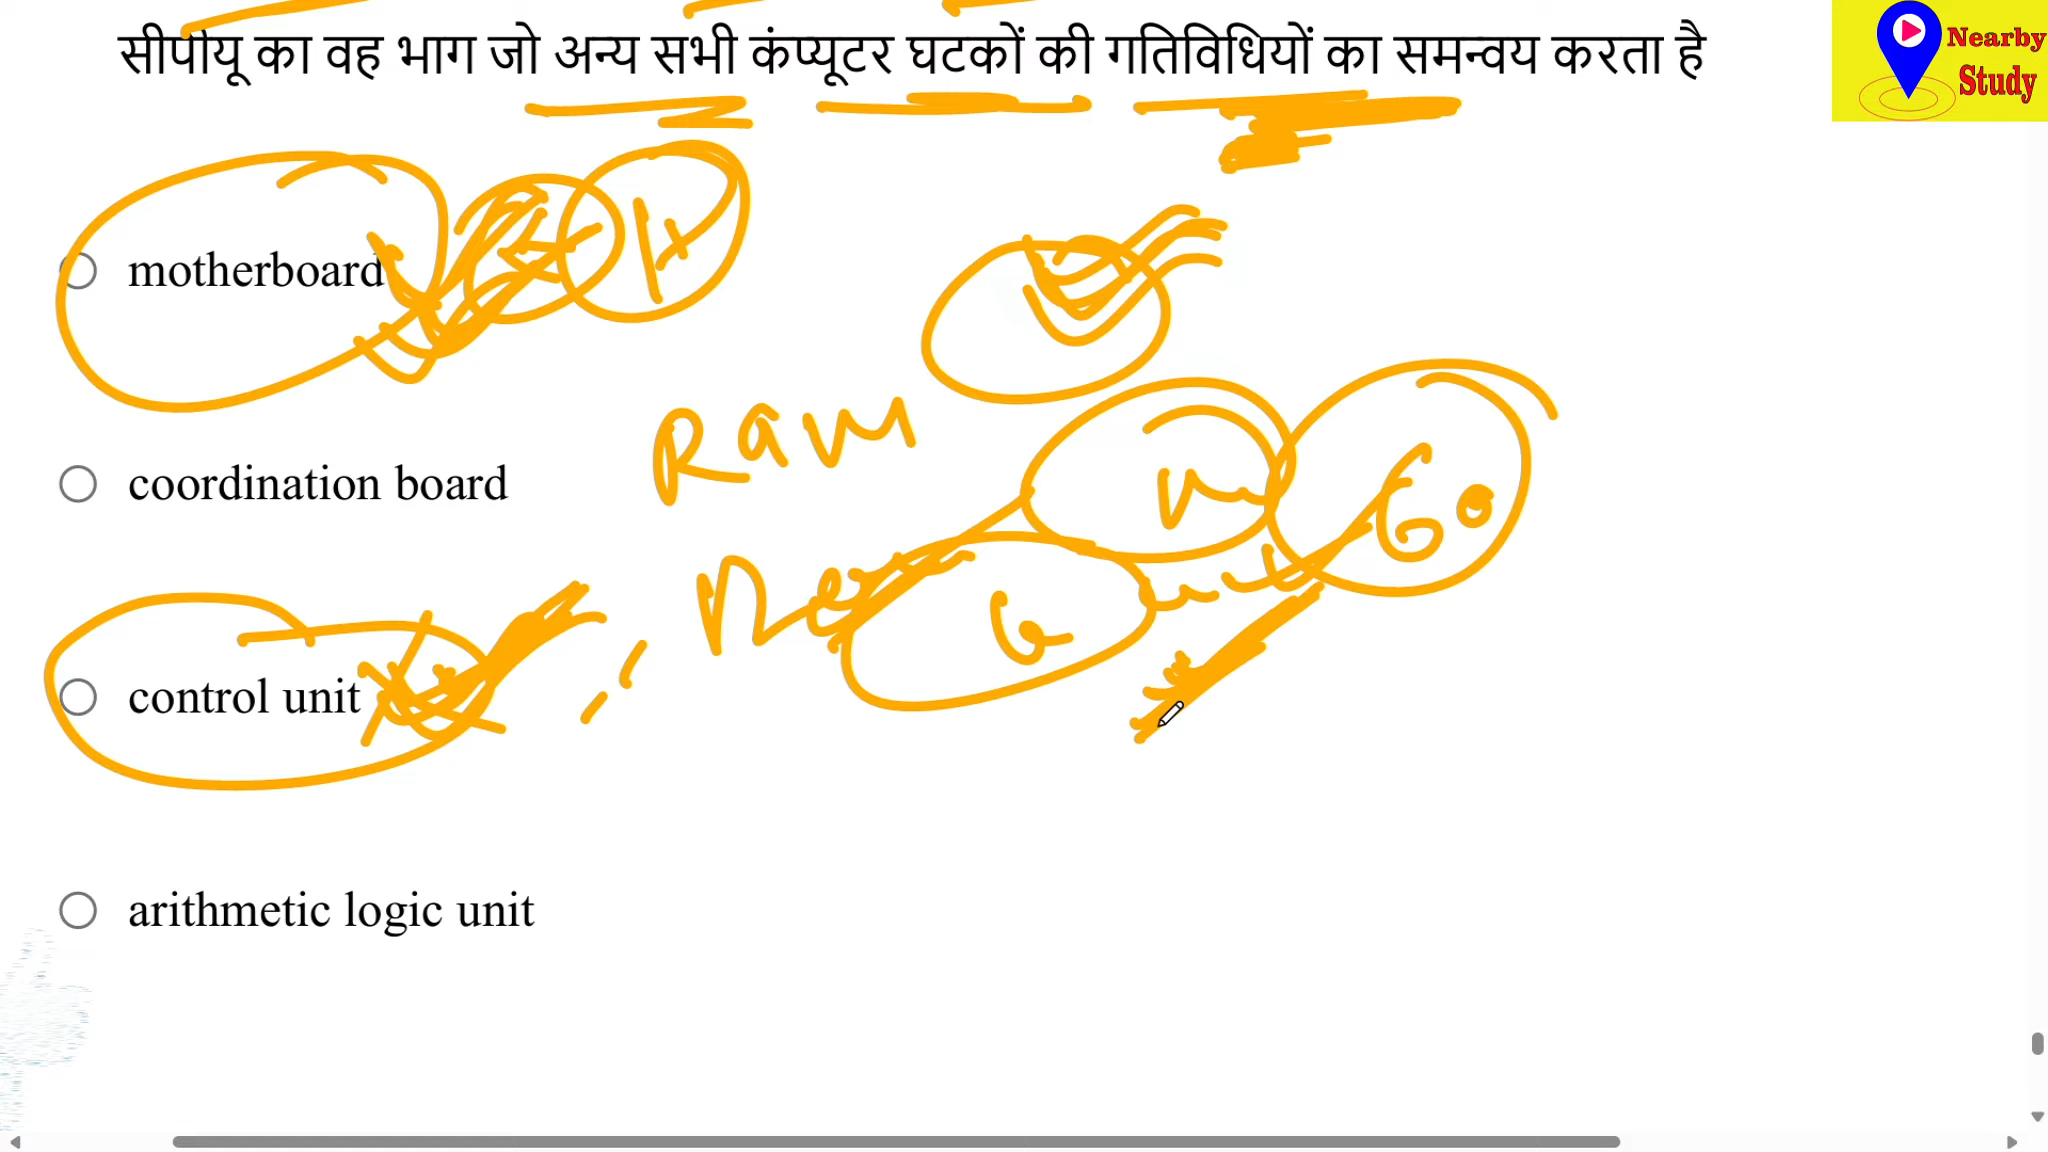 सीपीयू का वह भाग जो अन्य सभी कंप्यूटर घटकों की गतिविधियों का समन्वय करता है
Nearby
Study
motherboard
Ram
coordination board
control unit
arithmetic logic unit